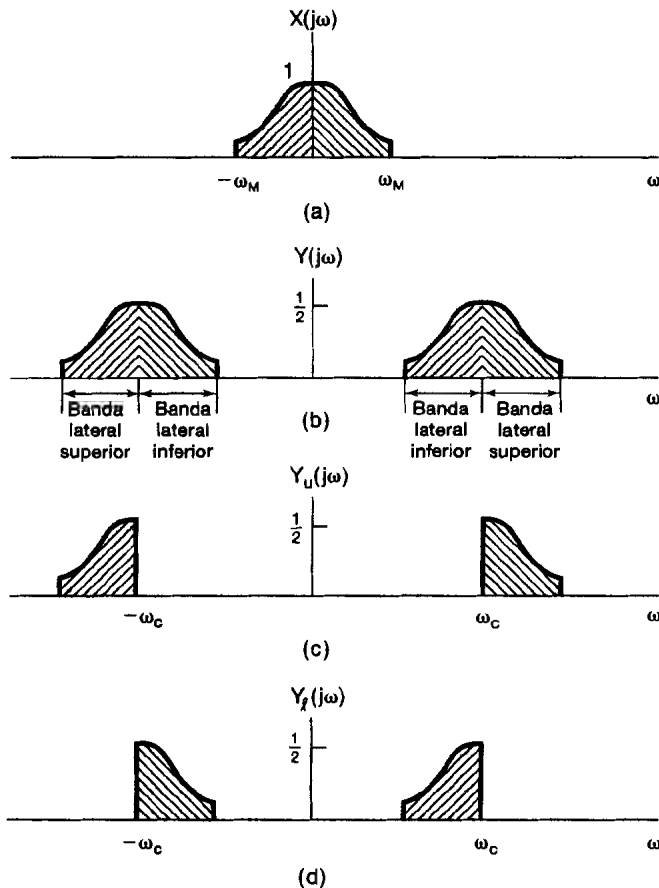 X(jω)
1
−ω_M ω_M ω
(a)
Y(jω)
1/2
ω
Banda lateral superior
Banda lateral inferior
(b)
Banda lateral inferior
Banda lateral superior
Y_u(jω)
1/2
−ω_c ω_c ω
(c)
Y_ℓ(jω)
1/2
−ω_c ω_c ω
(d)